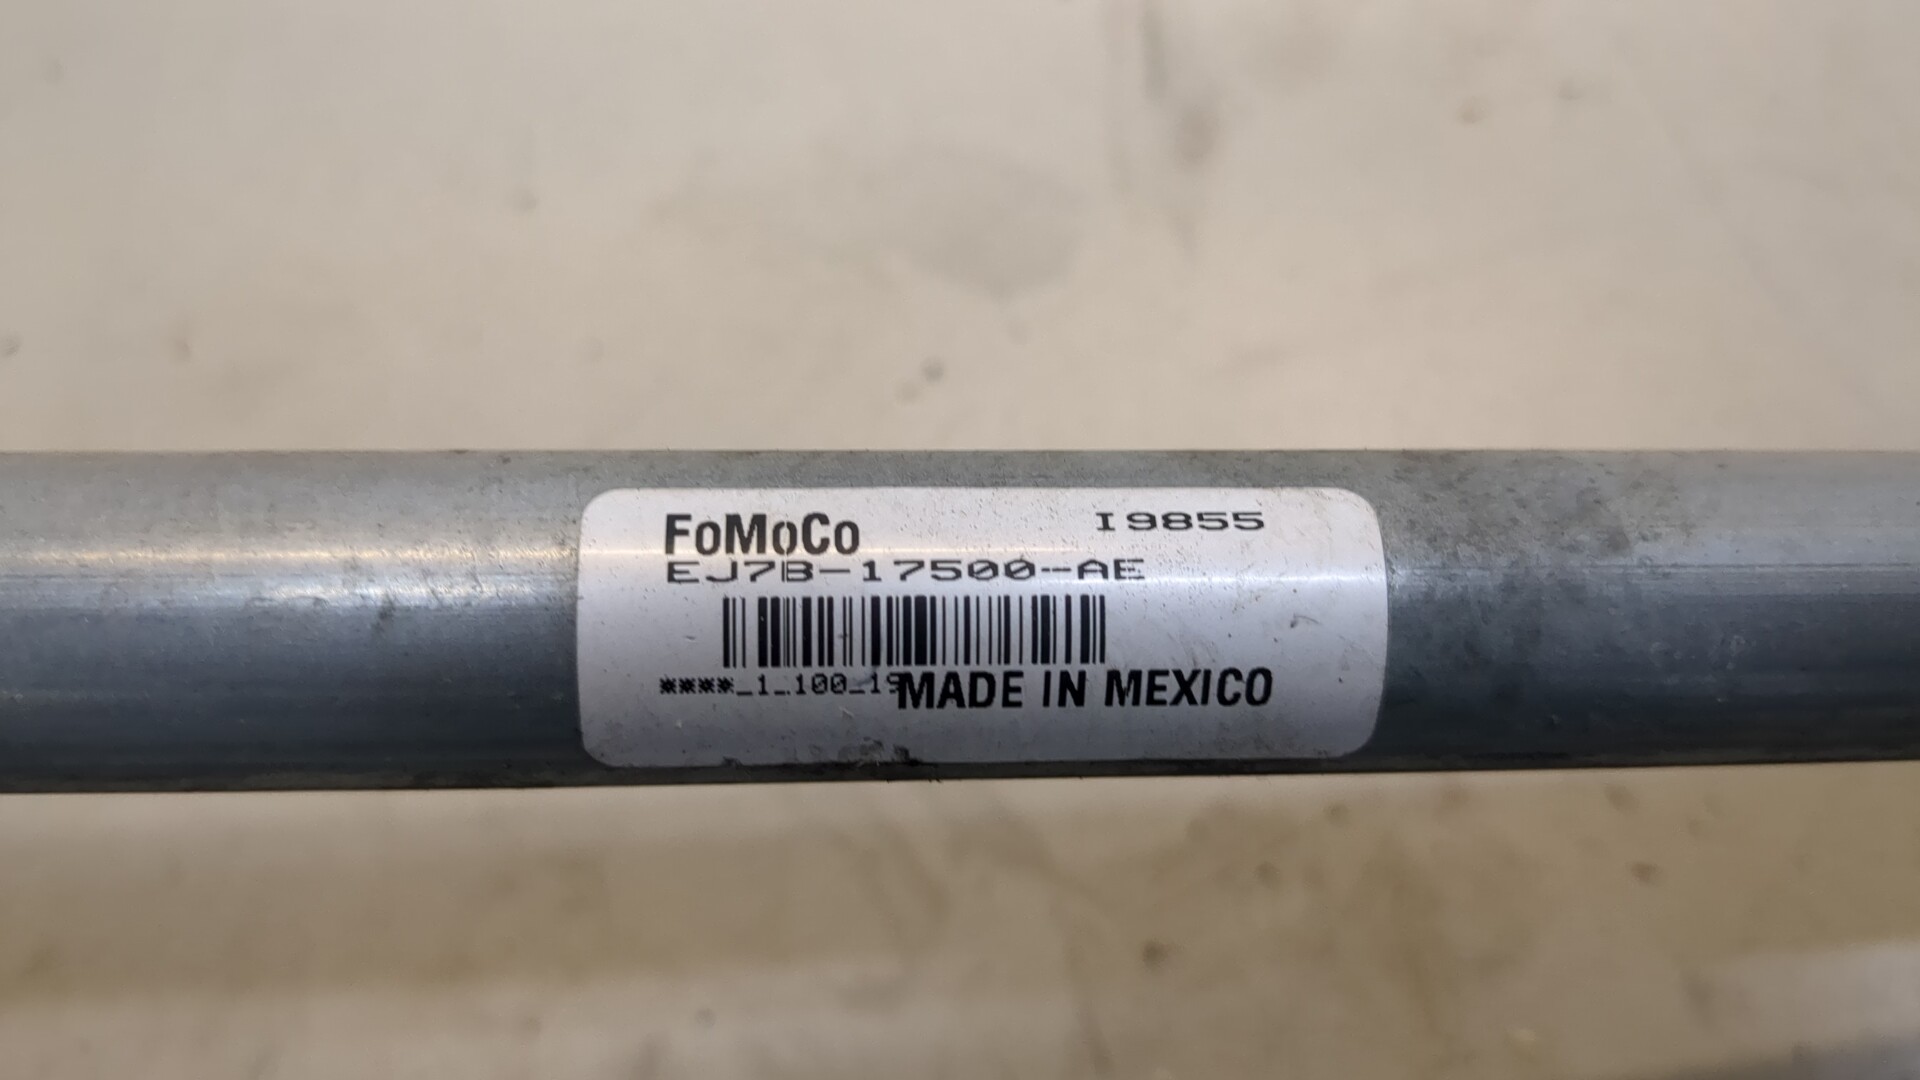 FoMoCo I9855
EJ7B-17500-AE
****_1_100_19
MADE IN MEXICO